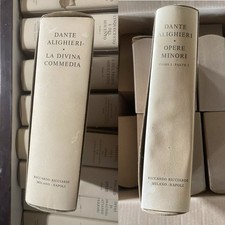 DANTE
ALIGHIERI
LA DIVINA
COMMEDIA
RICCARDO RICCIARDI
MILANO · NAPOLI
DANTE
ALIGHIERI
OPERE
MINORI
RICCARDO RICCIARDI
MILANO · NAPOLI